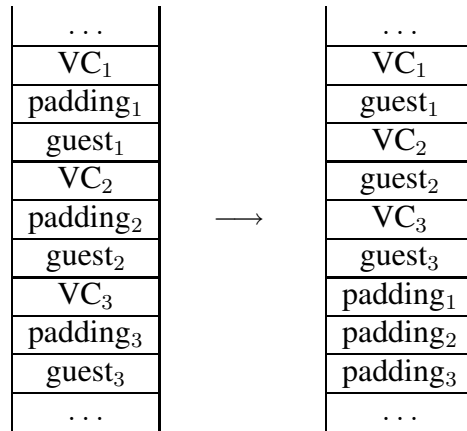 ...
VC₁
padding₁
guest₁
VC₂
padding₂
guest₂
VC₃
padding₃
guest₃
...
⟶
...
VC₁
guest₁
VC₂
guest₂
VC₃
guest₃
padding₁
padding₂
padding₃
...